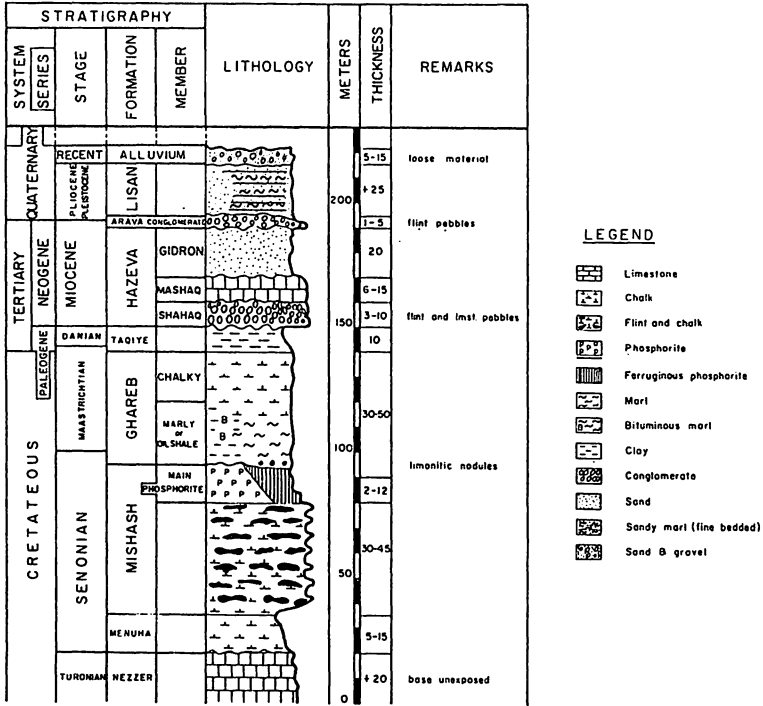 STRATIGRAPHY
SYSTEM
SERIES
STAGE
FORMATION
MEMBER
LITHOLOGY
METERS
THICKNESS
REMARKS
QUATERNARY
RECENT
ALLUVIUM
5-15
loose material
PLIOCENE
PLEISTOCENE
LISAN
200
+25
ARAVA CONGLOMERATE
1-5
flint pebbles
TERTIARY
NEOGENE
MIOCENE
HAZEVA
GIDRON
20
MASHAQ
6-15
SHAHAQ
3-10
flint and lmst. pebbles
150
PALEOGENE
DANIAN
TAQIYE
10
CRETATEOUS
MAASTRICHTIAN
GHAREB
CHALKY
30-50
MARLY
or
OILSHALE
B
B
100
limonitic nodules
SENONIAN
MISHASH
MAIN
PHOSPHORITE
P P P P P P P P P P P
2-12
30-45
50
MENUHA
5-15
TURONIAN
NEZZER
+20
base unexposed
0
LEGEND
Limestone
Chalk
Flint and chalk
Phosphorite
Ferruginous phosphorite
Marl
B
Bituminous marl
Clay
Conglomerate
Sand
Sandy marl (fine bedded)
Sand & gravel